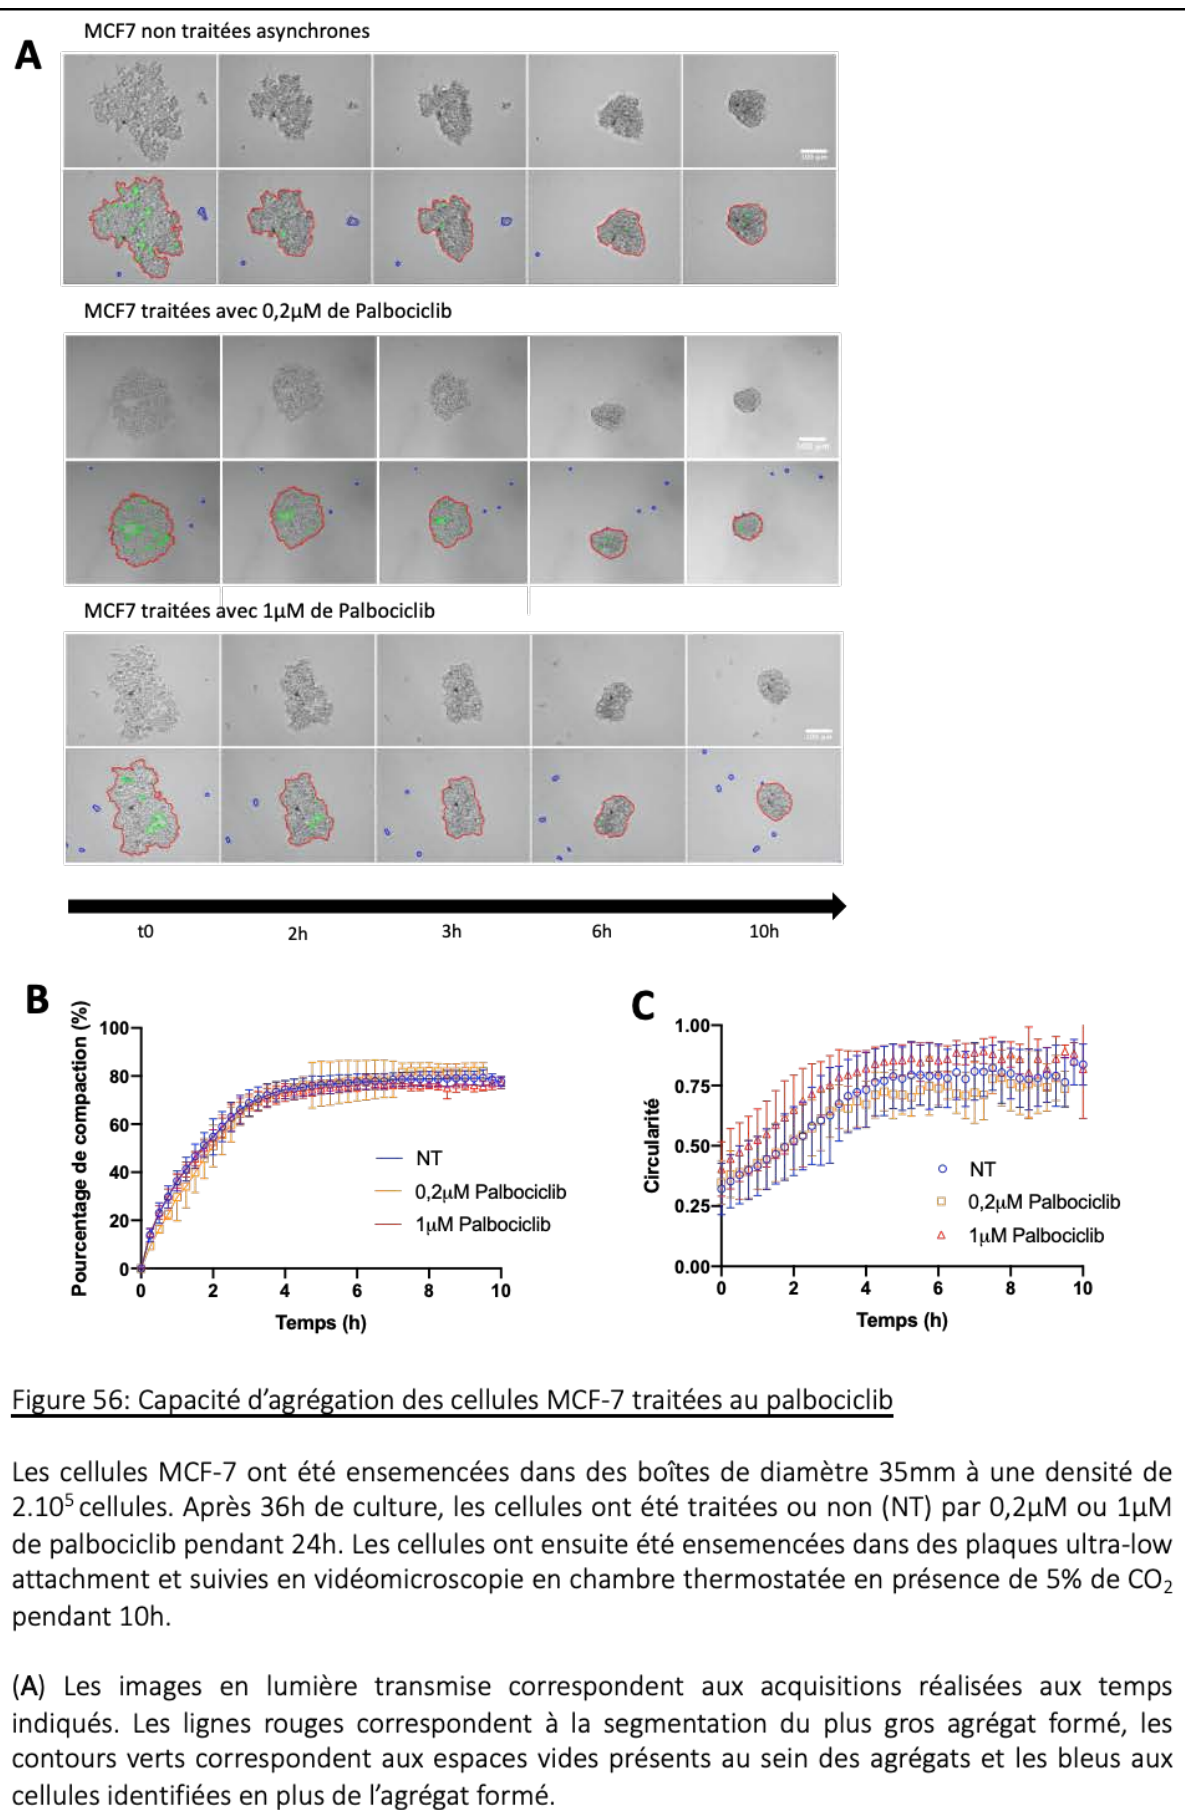 MCF7 non traitées asynchrones
A
100 µm
MCF7 traitées avec 0,2µM de Palbociclib
100 µm
MCF7 traitées avec 1µM de Palbociclib
100 µm
t0 2h 3h 6h 10h
B
Pourcentage de compaction (%)
100
80
60
40
20
0
0 2 4 6 8 10
Temps (h)
NT
0,2µM Palbociclib
1µM Palbociclib
C
Circularité
1.00
0.75
0.50
0.25
0.00
0 2 4 6 8 10
Temps (h)
NT
0,2µM Palbociclib
1µM Palbociclib
Figure 56: Capacité d’agrégation des cellules MCF-7 traitées au palbociclib
Les cellules MCF-7 ont été ensemencées dans des boîtes de diamètre 35mm à une densité de
2.10⁵ cellules. Après 36h de culture, les cellules ont été traitées ou non (NT) par 0,2µM ou 1µM
de palbociclib pendant 24h. Les cellules ont ensuite été ensemencées dans des plaques ultra-low
attachment et suivies en vidéomicroscopie en chambre thermostatée en présence de 5% de CO₂
pendant 10h.
(A) Les images en lumière transmise correspondent aux acquisitions réalisées aux temps
indiqués. Les lignes rouges correspondent à la segmentation du plus gros agrégat formé, les
contours verts correspondent aux espaces vides présents au sein des agrégats et les bleus aux
cellules identifiées en plus de l’agrégat formé.